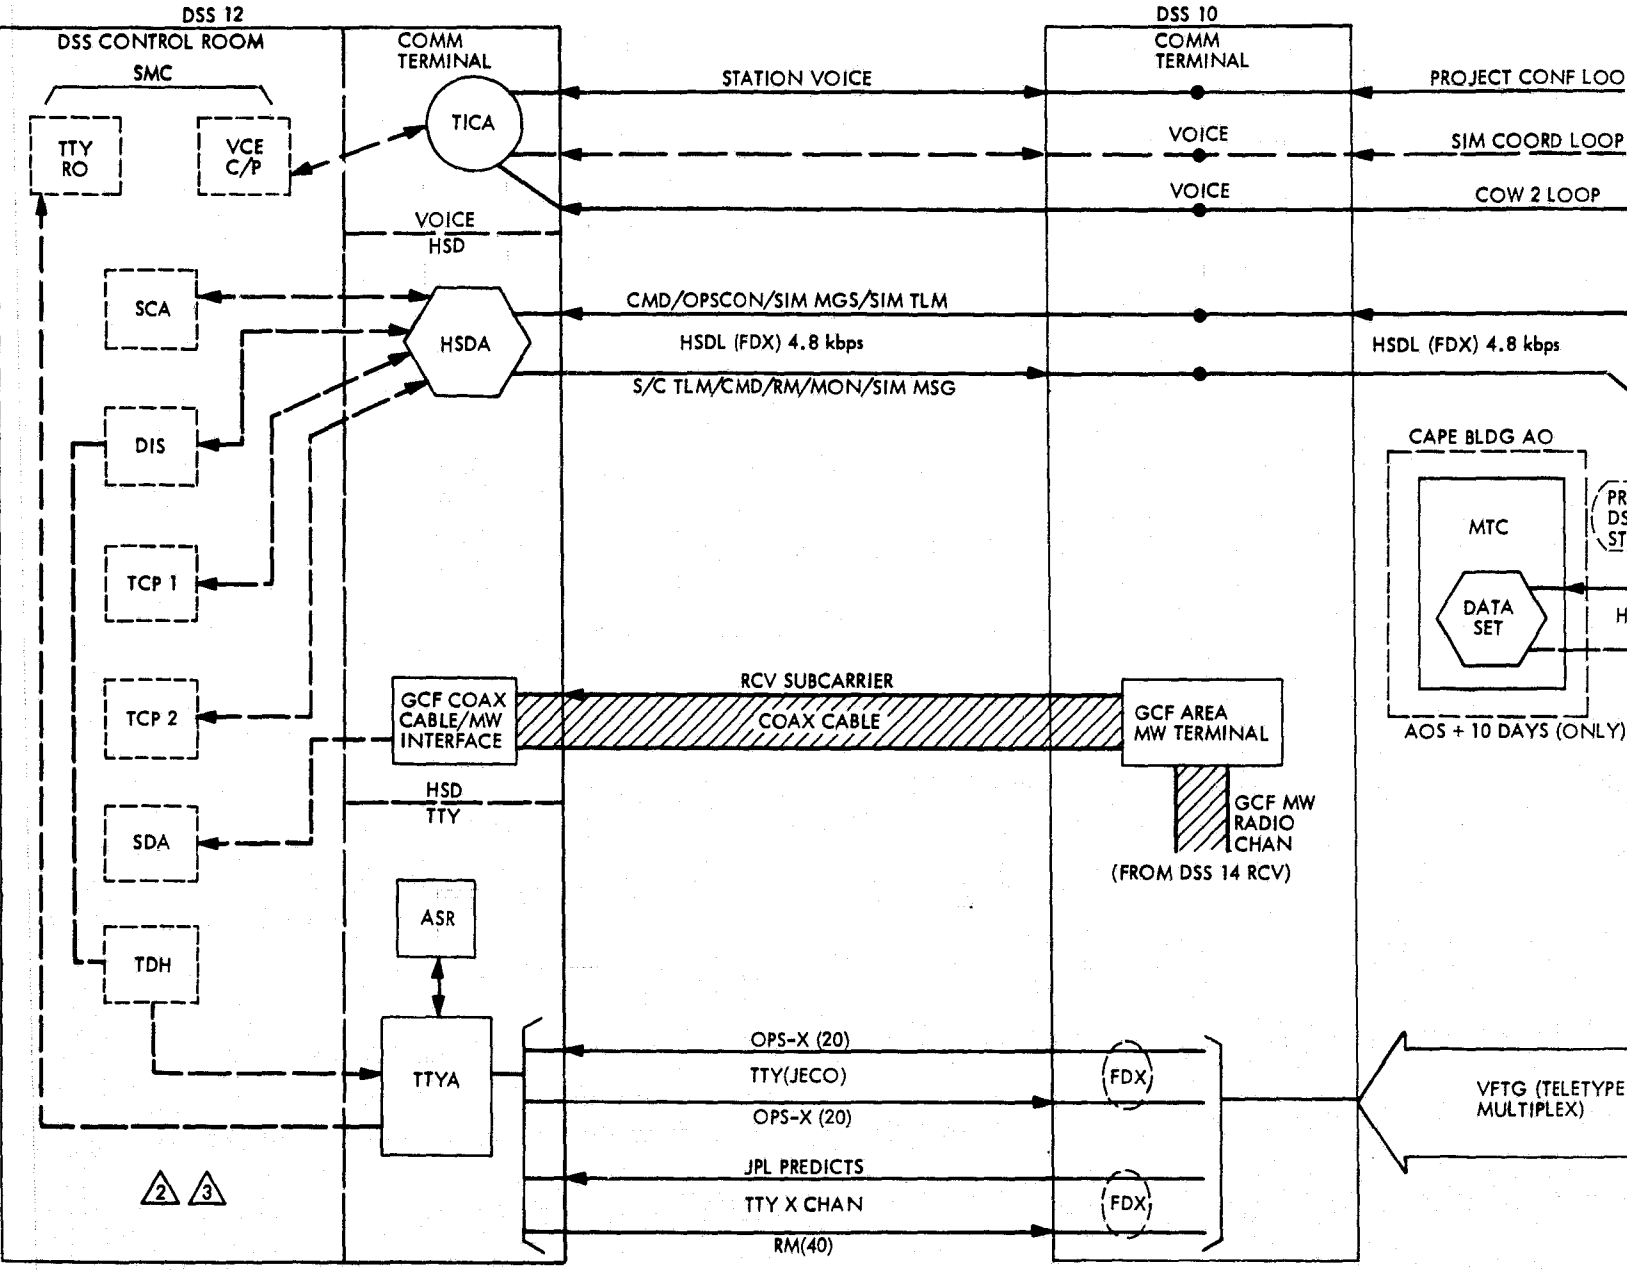 DSS 12
DSS CONTROL ROOM
SMC
TTY
RO
VCE
C/P
SCA
DIS
TCP 1
TCP 2
SDA
TDH
2
3
COMM
TERMINAL
TICA
VOICE
HSD
HSDA
GCF COAX
CABLE/MW
INTERFACE
HSD
TTY
ASR
TTYA
STATION VOICE
CMD/OPSCON/SIM MGS/SIM TLM
HSDL (FDX) 4.8 kbps
S/C TLM/CMD/RM/MON/SIM MSG
RCV SUBCARRIER
COAX CABLE
OPS-X (20)
TTY(JECO)
OPS-X (20)
JPL PREDICTS
TTY X CHAN
RM(40)
DSS 10
COMM
TERMINAL
VOICE
VOICE
GCF AREA
MW TERMINAL
GCF MW
RADIO
CHAN
(FROM DSS 14 RCV)
FDX
FDX
PROJECT CONF LOO
SIM COORD LOOP
COW 2 LOOP
HSDL (FDX) 4.8 kbps
CAPE BLDG AO
MTC
DATA
SET
PR
DS
ST
H
AOS + 10 DAYS (ONLY)
VFTG (TELETYPE
MULTIPLEX)